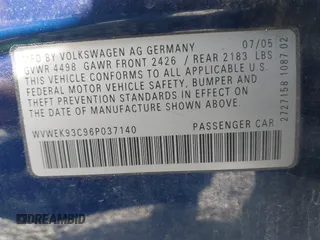 MFD BY VOLKSWAGEN AG GERMANY 07/05
GVWR 4498 GAWR FRONT 2426 / REAR 2183 LBS
THIS VEHICLE CONFORMS TO ALL APPLICABLE U.S.
FEDERAL MOTOR VEHICLE SAFETY, BUMPER, AND
THEFT PREVENTION STANDARDS IN EFFECT ON THE
DATE OF MANUFACTURE SHOWN ABOVE.
WVWEK93C96P037140 PASSENGER CAR
2727158 1087 02
© BIDAMBID